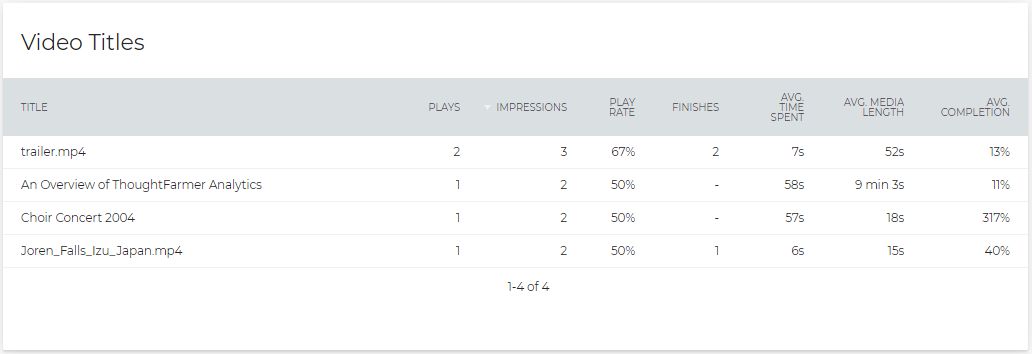 Video Titles
TITLE PLAYS IMPRESSIONS PLAY RATE FINISHES AVG. TIME SPENT AVG. MEDIA LENGTH AVG. COMPLETION
trailer.mp4 2 3 67% 2 7s 52s 13%
An Overview of ThoughtFarmer Analytics 1 2 50% - 58s 9 min 3s 11%
Choir Concert 2004 1 2 50% - 57s 18s 317%
Joren_Falls_Izu_Japan.mp4 1 2 50% 1 6s 15s 40%
1-4 of 4